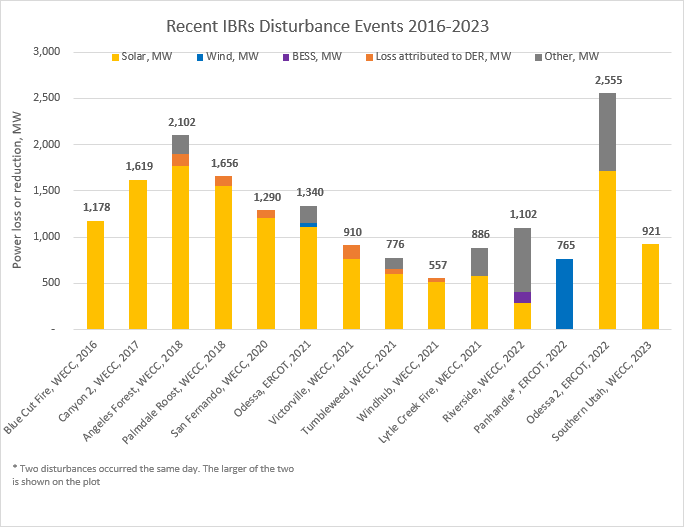 Recent IBRs Disturbance Events 2016-2023
Solar, MW
Wind, MW
BESS, MW
Loss attributed to DER, MW
Other, MW
Power loss or reduction, MW
3,000
2,500
2,000
1,500
1,000
500
-
1,178
1,619
2,102
1,656
1,290
1,340
910
776
557
886
1,102
765
2,555
921
Blue Cut Fire, WECC, 2016
Canyon 2, WECC, 2017
Angeles Forest, WECC, 2018
Palmdale Roost, WECC, 2018
San Fernando, WECC, 2020
Odessa, ERCOT, 2021
Victorville, WECC, 2021
Tumbleweed, WECC, 2021
Windhub, WECC, 2021
Lytle Creek Fire, WECC, 2021
Riverside, WECC, 2022
Panhandle*, ERCOT, 2022
Odessa 2, ERCOT, 2022
Southern Utah, WECC, 2023
* Two disturbances occurred the same day. The larger of the two
is shown on the plot